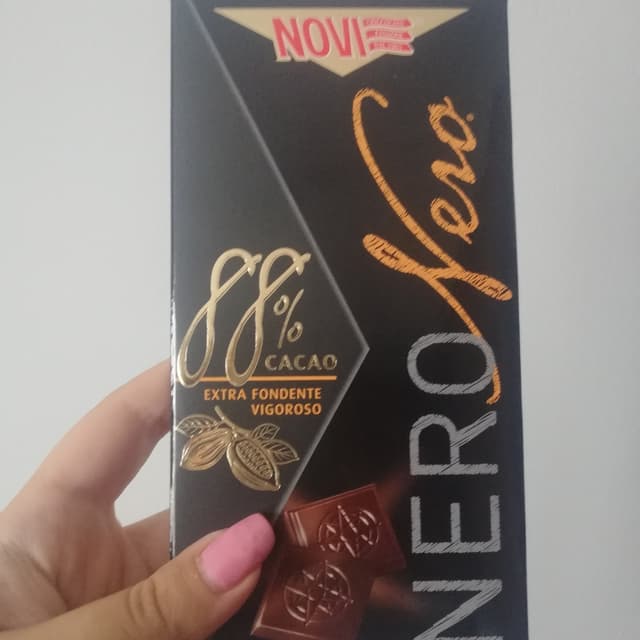 NOVI
Nero
NERO
88%
CACAO
EXTRA FONDENTE
VIGOROSO